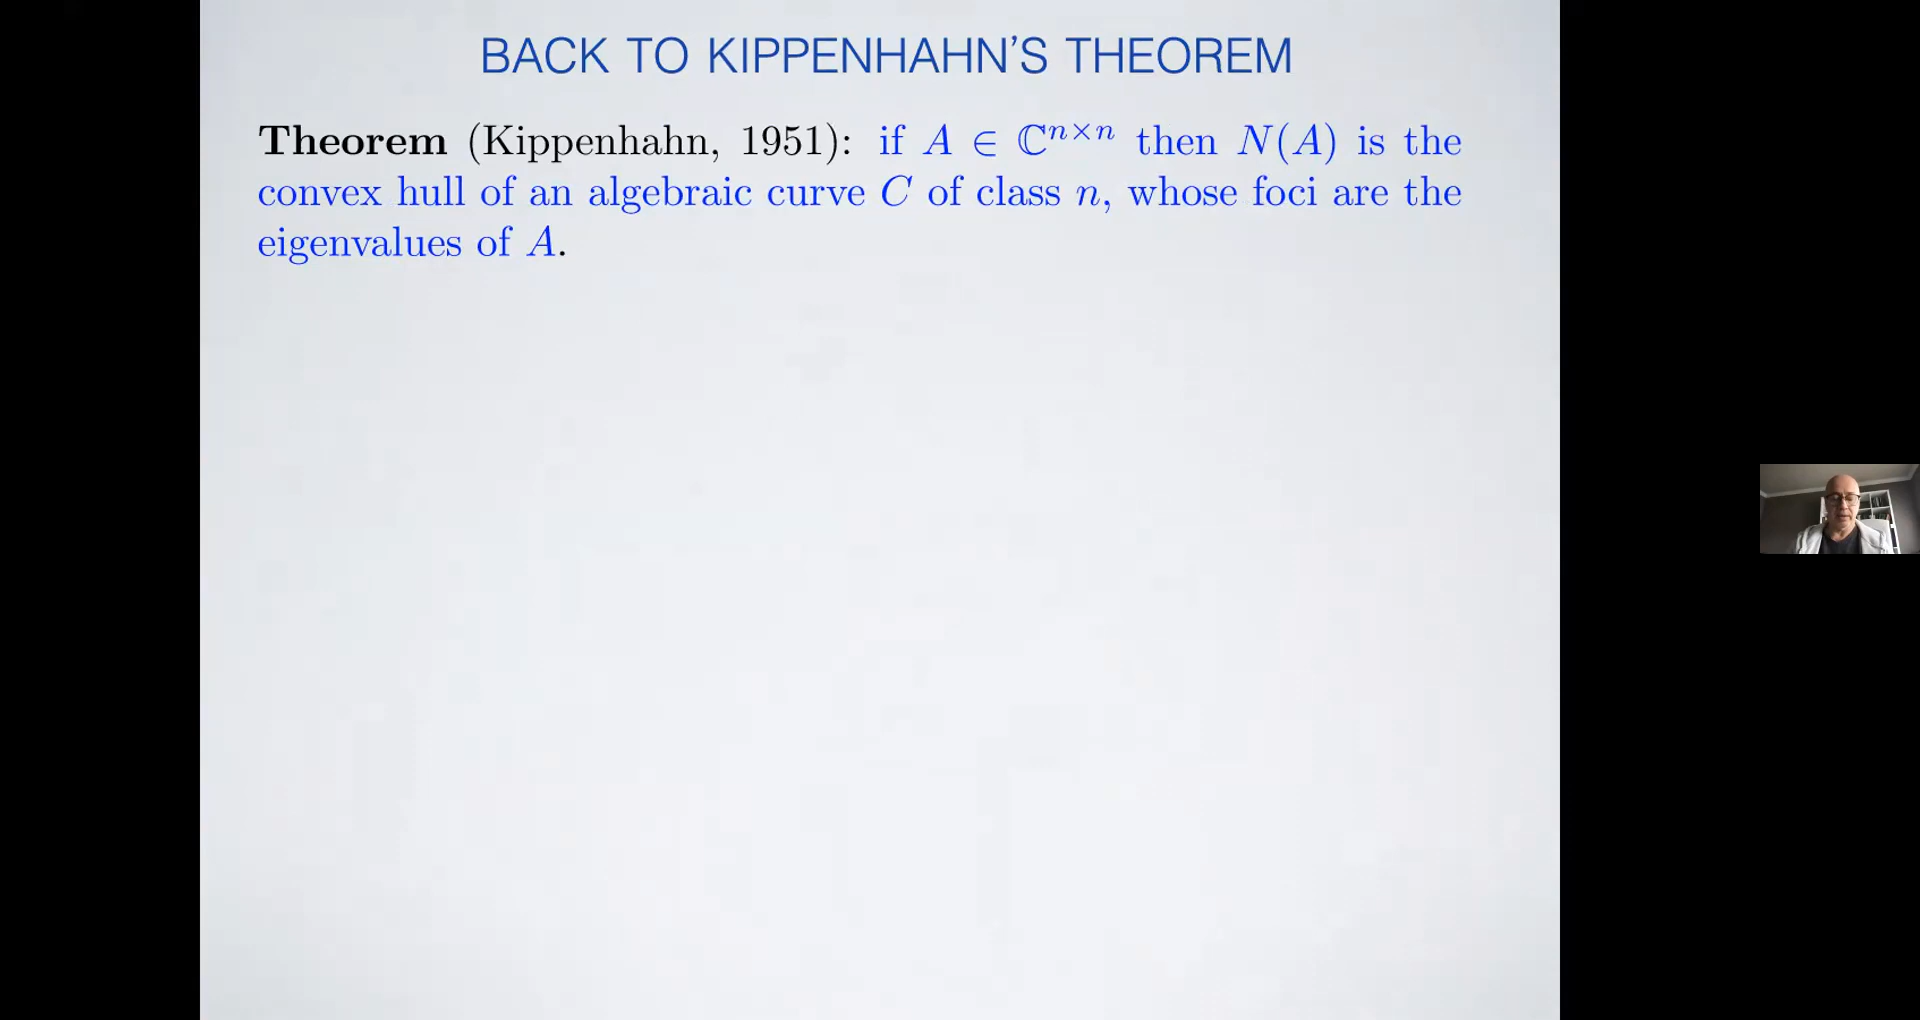 BACK TO KIPPENHAHN'S THEOREM
Theorem (Kippenhahn, 1951): if A ∈ ℂⁿˣⁿ then N(A) is the
convex hull of an algebraic curve C of class n, whose foci are the
eigenvalues of A.